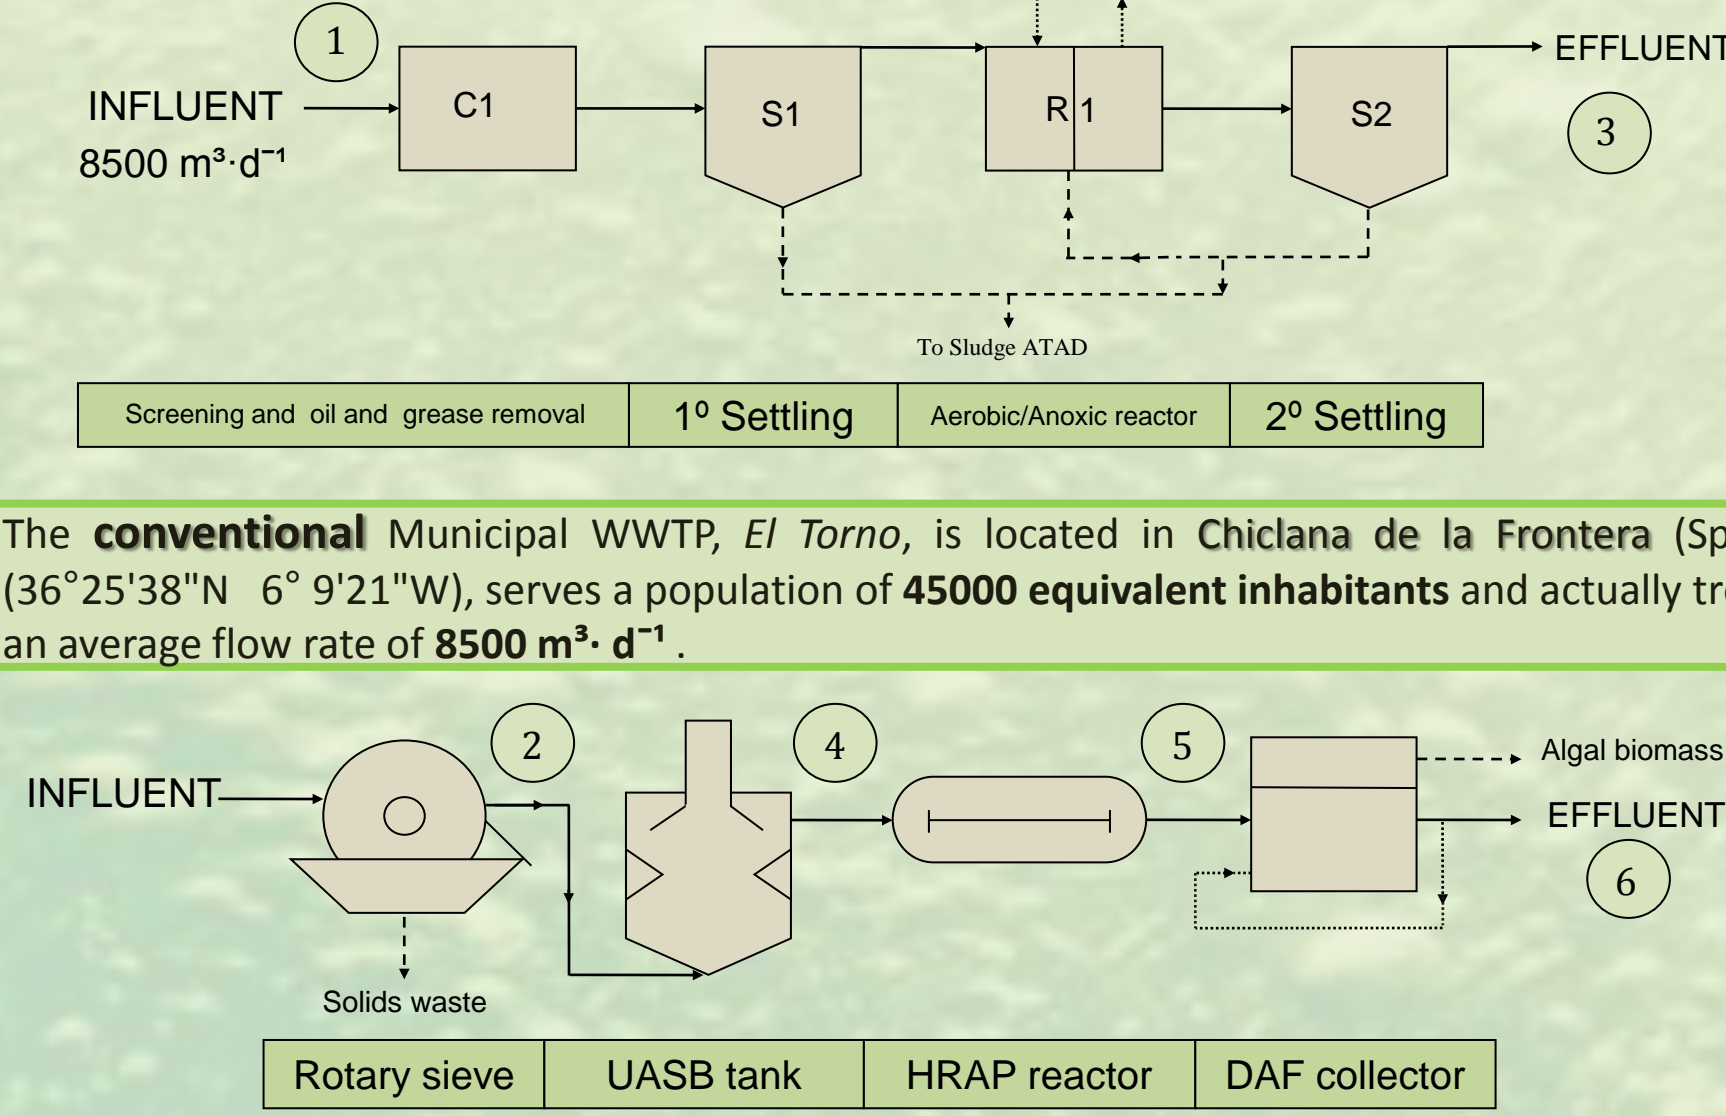 1
INFLUENT
8500 m³·d⁻¹
C1
S1
R 1
S2
EFFLUENT
3
To Sludge ATAD
Screening and oil and grease removal
1º Settling
Aerobic/Anoxic reactor
2º Settling
The conventional Municipal WWTP, El Torno, is located in Chiclana de la Frontera
(36°25'38"N 6° 9'21"W), serves a population of 45000 equivalent inhabitants and actually
an average flow rate of 8500 m³· d⁻¹ .
INFLUENT
2
4
5
Algal biomass
EFFLUENT
6
Solids waste
Rotary sieve
UASB tank
HRAP reactor
DAF collector